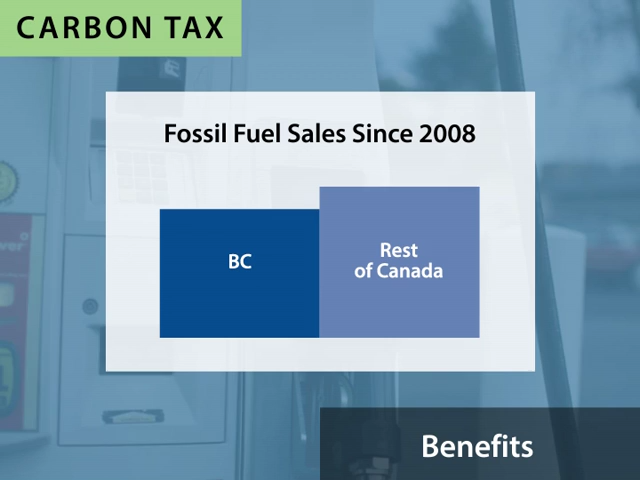 CARBON TAX
Fossil Fuel Sales Since 2008
BC
Rest
of Canada
Benefits